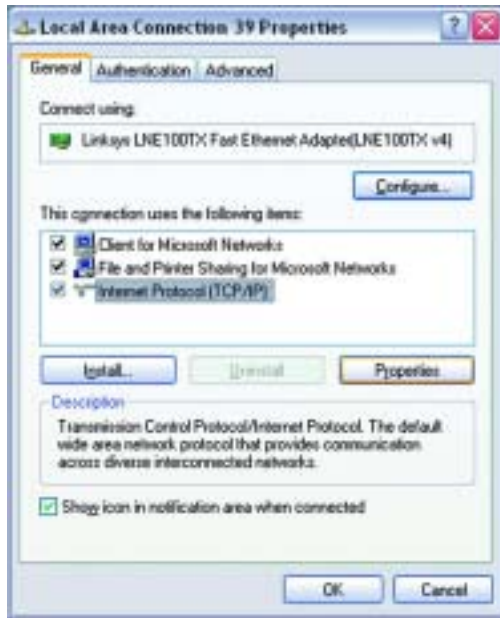 Local Area Connection 39 Properties
General Authentication Advanced
Connect using:
Linksys LNE100TX Fast Ethernet Adapter(LNE100TX v4)
Configure...
This connection uses the following items:
Client for Microsoft Networks
File and Printer Sharing for Microsoft Networks
Internet Protocol (TCP/IP)
Install... Uninstall Properties
Description
Transmission Control Protocol/Internet Protocol. The default
wide area network protocol that provides communication
across diverse interconnected networks.
Show icon in notification area when connected
OK Cancel